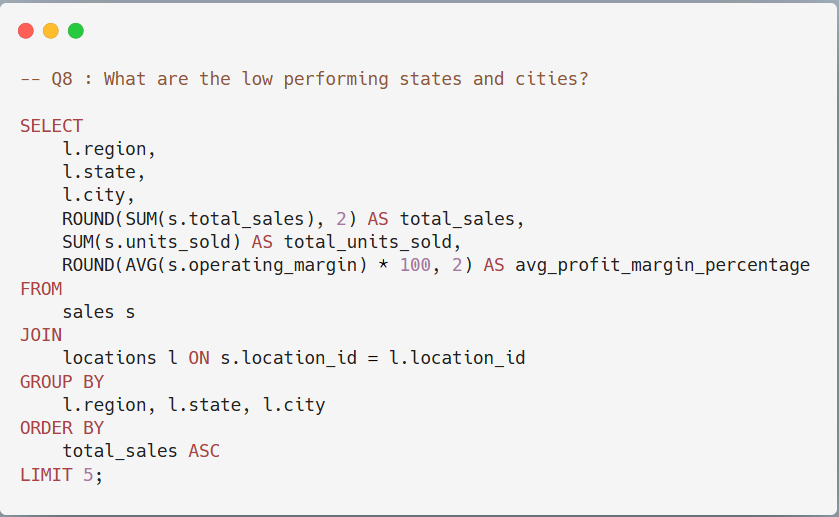 -- Q8 : What are the low performing states and cities?
SELECT
    l.region,
    l.state,
    l.city,
    ROUND(SUM(s.total_sales), 2) AS total_sales,
    SUM(s.units_sold) AS total_units_sold,
    ROUND(AVG(s.operating_margin) * 100, 2) AS avg_profit_margin_percentage
FROM
    sales s
JOIN
    locations l ON s.location_id = l.location_id
GROUP BY
    l.region, l.state, l.city
ORDER BY
    total_sales ASC
LIMIT 5;